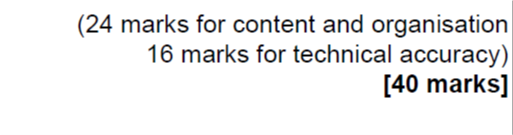 (24 marks for content and organisation
16 marks for technical accuracy)
[40 marks]